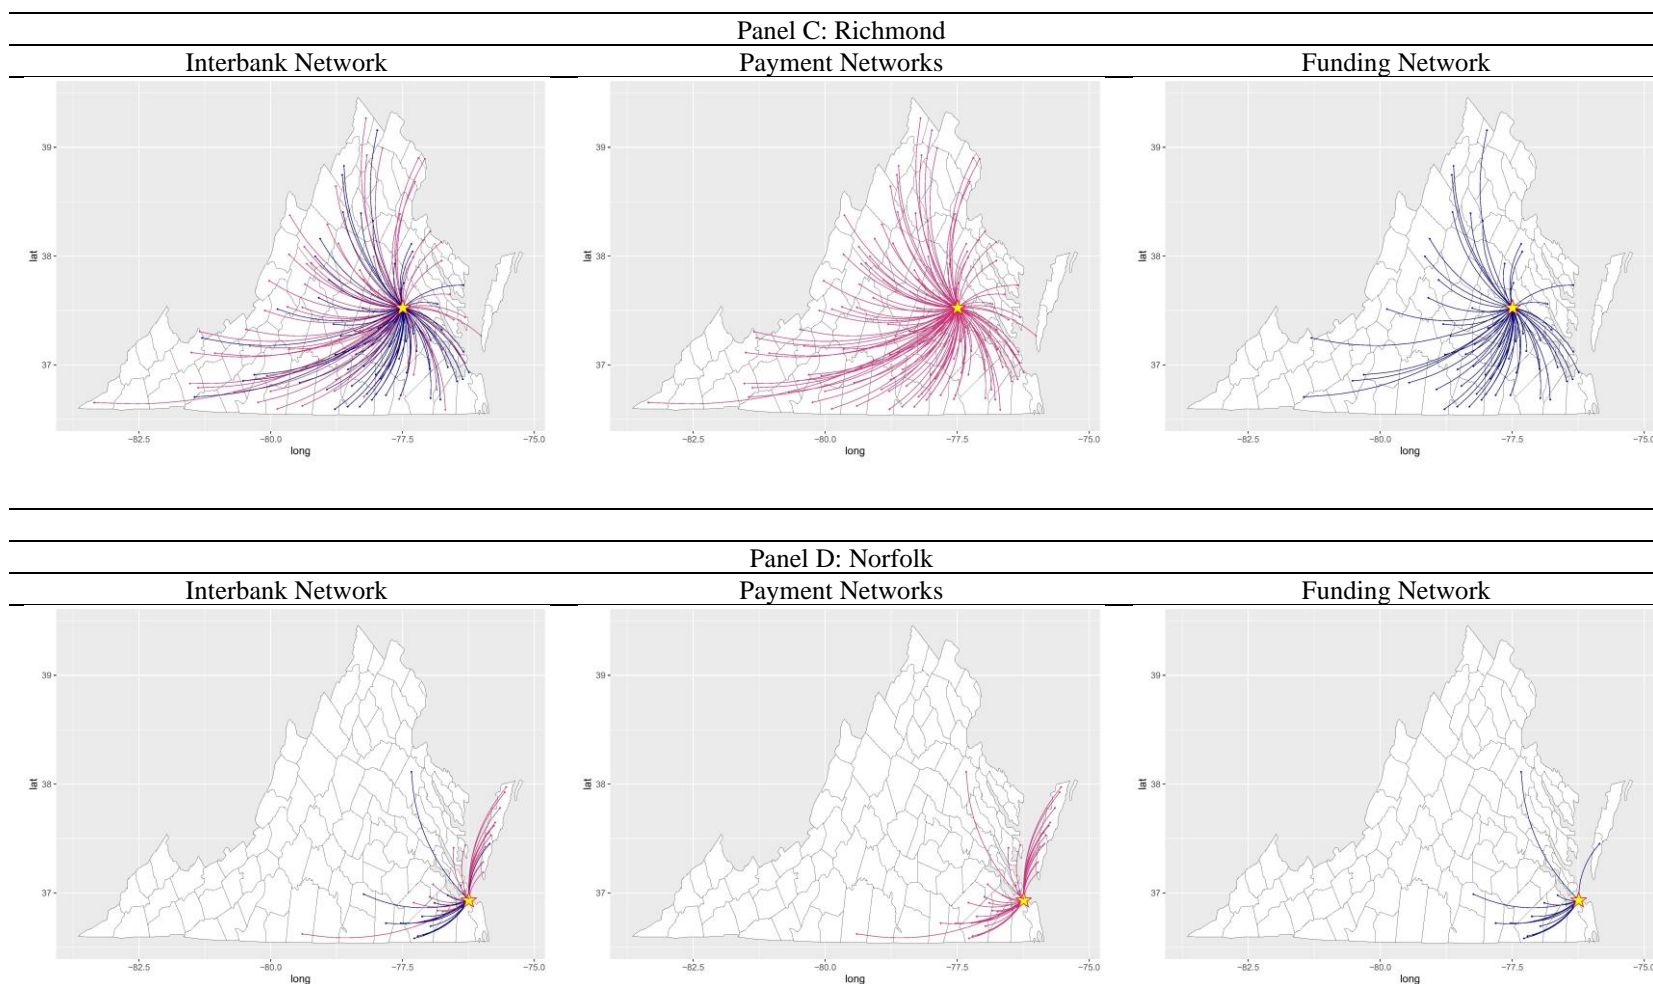 Panel C: Richmond
Interbank Network Payment Networks Funding Network
39 39 39
38 38 38
lat lat lat
37 37 37
−82.5 −80.0 −77.5 −75.0 −82.5 −80.0 −77.5 −75.0 −82.5 −80.0 −77.5 −75.0
long long long
Panel D: Norfolk
Interbank Network Payment Networks Funding Network
39 39 39
38 38 38
lat lat lat
37 37 37
−82.5 −80.0 −77.5 −75.0 −82.5 −80.0 −77.5 −75.0 −82.5 −80.0 −77.5 −75.0
long long long